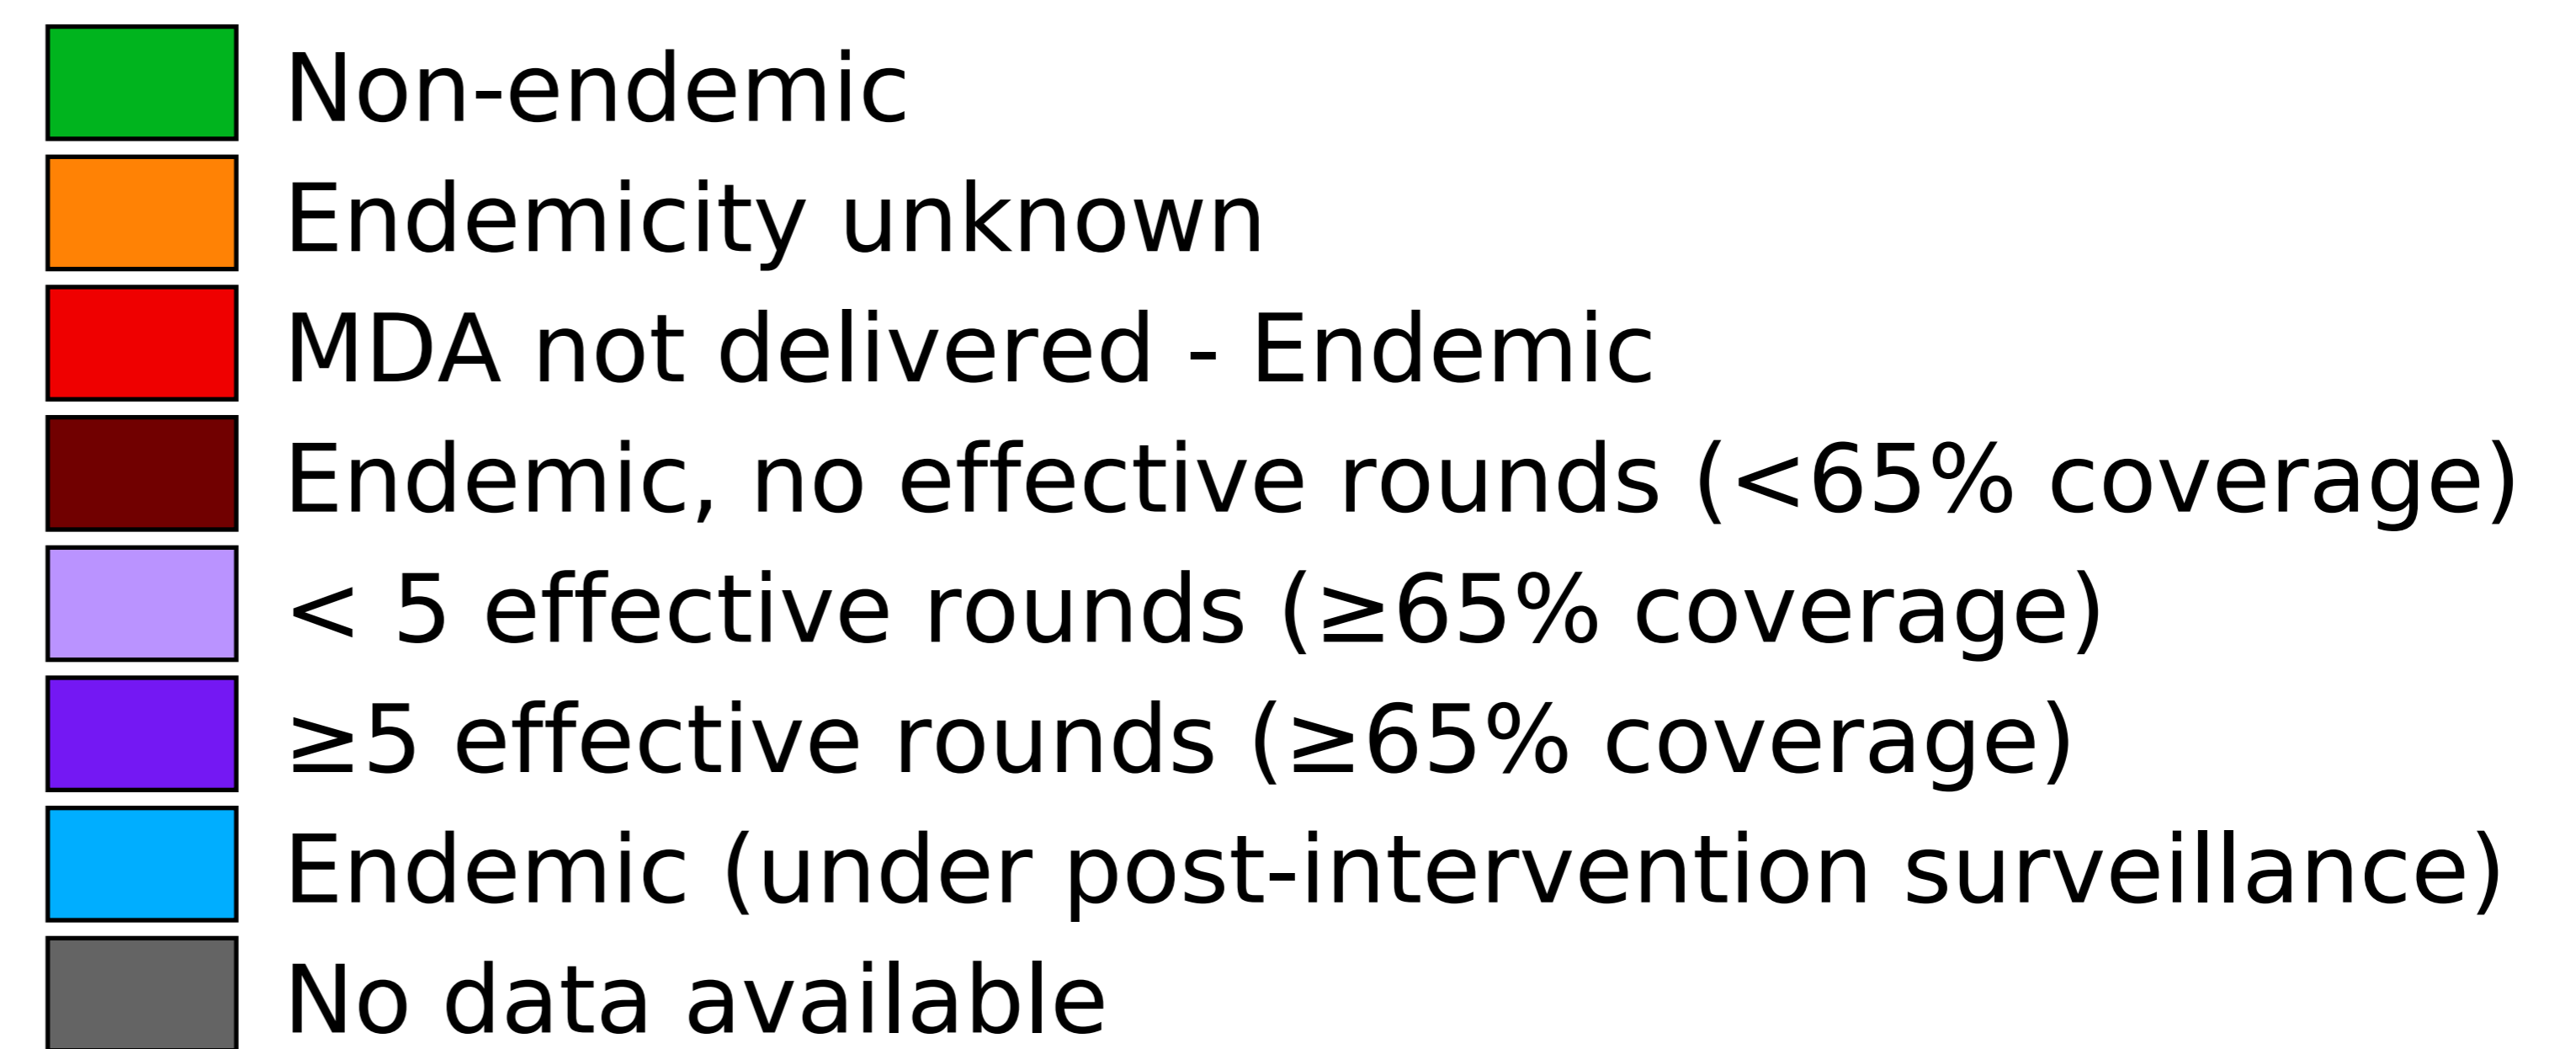 Non-endemic
Endemicity unknown
MDA not delivered - Endemic
Endemic, no effective rounds (<65% coverage)
< 5 effective rounds (≥65% coverage)
≥5 effective rounds (≥65% coverage)
Endemic (under post-intervention surveillance)
No data available